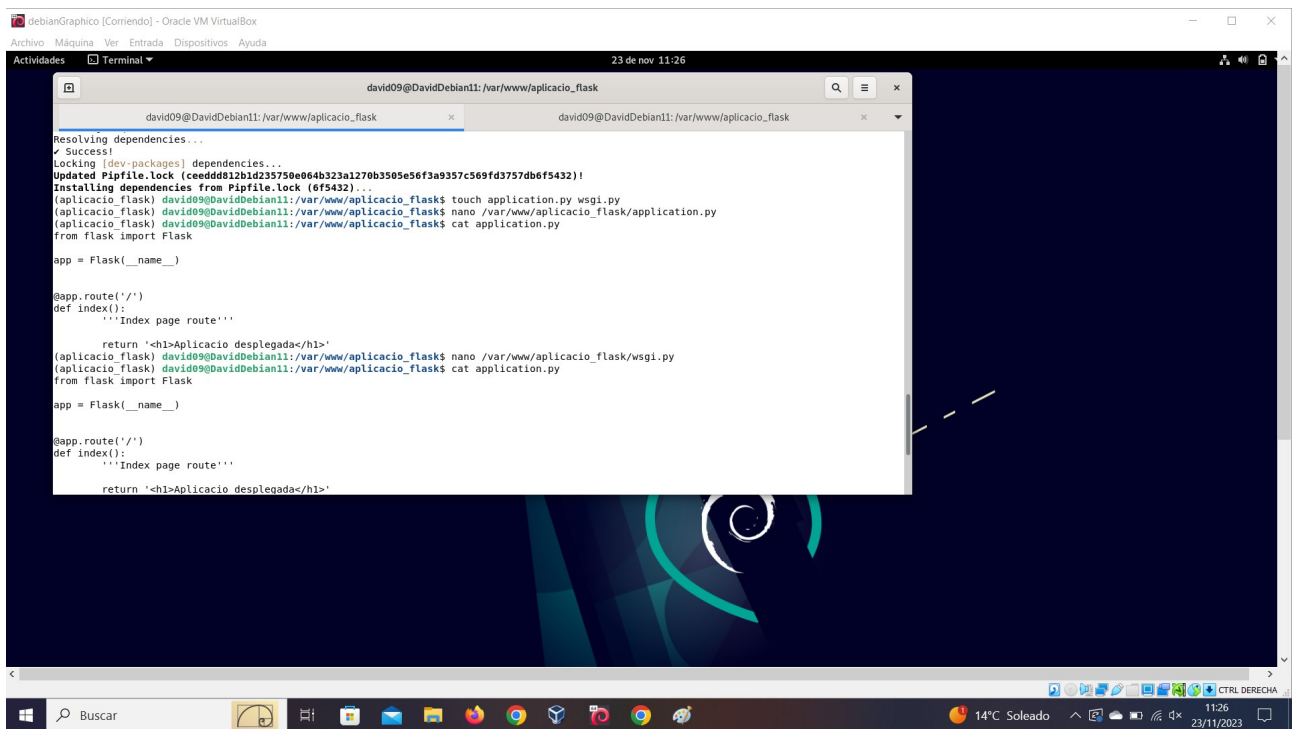 debianGraphico [Corriendo] - Oracle VM VirtualBox
Archivo Máquina Ver Entrada Dispositivos Ayuda
Actividades Terminal 23 de nov 11:26
david09@DavidDebian11: /var/www/aplicacio_flask
david09@DavidDebian11: /var/www/aplicacio_flask × david09@DavidDebian11: /var/www/aplicacio_flask ×
Resolving dependencies...
✔ Success!
Locking [dev-packages] dependencies...
Updated Pipfile.lock (ceeddd812b1d235750e064b323a1270b3505e56f3a9357c569fd3757db6f5432)!
Installing dependencies from Pipfile.lock (6f5432)...
(aplicacio_flask) david09@DavidDebian11:/var/www/aplicacio_flask$ touch application.py wsgi.py
(aplicacio_flask) david09@DavidDebian11:/var/www/aplicacio_flask$ nano /var/www/aplicacio_flask/application.py
(aplicacio_flask) david09@DavidDebian11:/var/www/aplicacio_flask$ cat application.py
from flask import Flask
app = Flask(__name__)
@app.route('/')
def index():
'''Index page route'''
return '<h1>Aplicacio desplegada</h1>'
(aplicacio_flask) david09@DavidDebian11:/var/www/aplicacio_flask$ nano /var/www/aplicacio_flask/wsgi.py
(aplicacio_flask) david09@DavidDebian11:/var/www/aplicacio_flask$ cat application.py
from flask import Flask
app = Flask(__name__)
@app.route('/')
def index():
'''Index page route'''
return '<h1>Aplicacio desplegada</h1>'
CTRL DERECHA
Buscar
14°C Soleado
11:26
23/11/2023